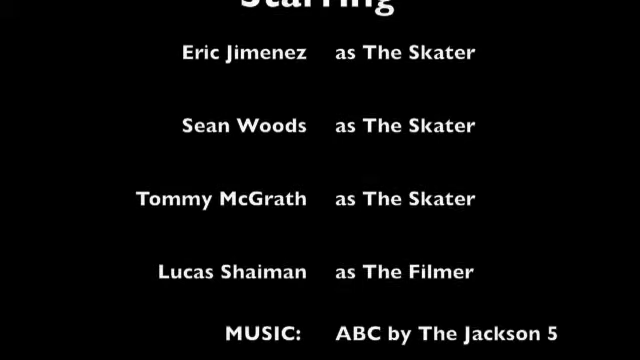 Starring
Eric Jimenez as The Skater
Sean Woods as The Skater
Tommy McGrath as The Skater
Lucas Shaiman as The Filmer
MUSIC: ABC by The Jackson 5